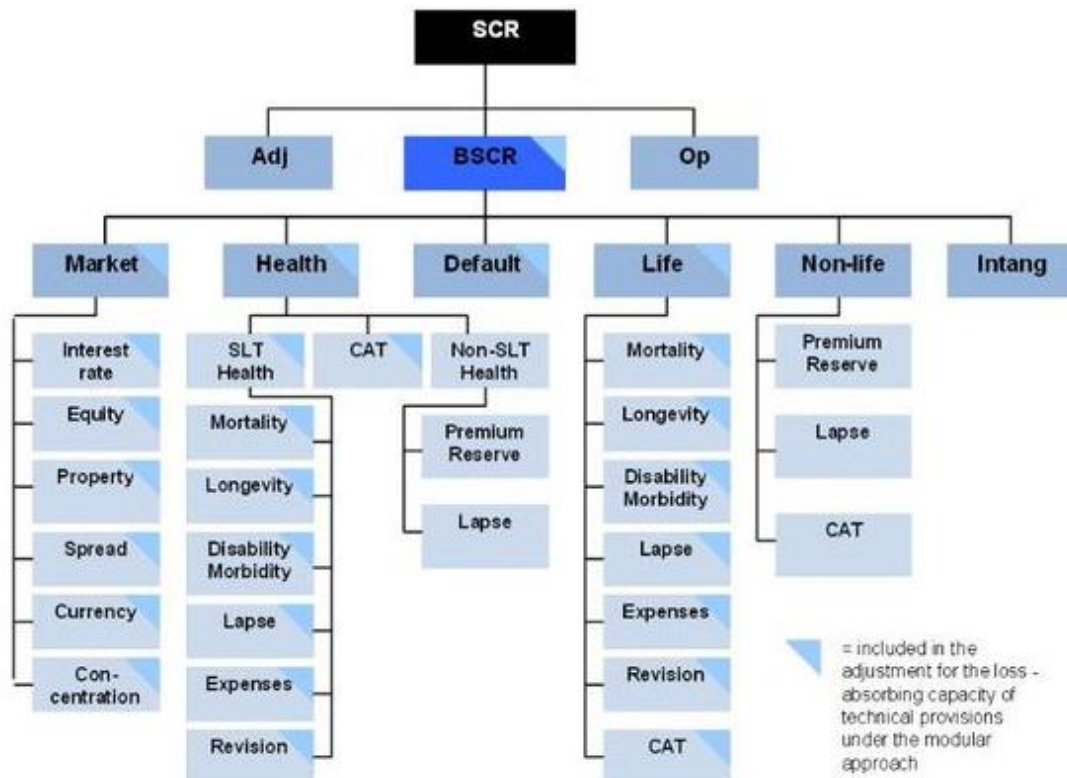 SCR
Adj
BSCR
Op
Market
Health
Default
Life
Non-life
Intang
Interest
rate
Equity
Property
Spread
Currency
Con-
centration
SLT
Health
CAT
Non-SLT
Health
Mortality
Longevity
Disability
Morbidity
Lapse
Expenses
Revision
Premium
Reserve
Lapse
Mortality
Longevity
Disability
Morbidity
Lapse
Expenses
Revision
CAT
Premium
Reserve
Lapse
CAT
= included in the
adjustment for the loss -
absorbing capacity of
technical provisions
under the modular
approach